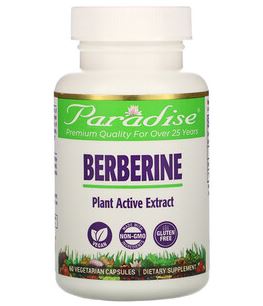 Paradise
Premium Quality For Over 25 Years
BERBERINE
Plant Active Extract
VEGAN
NON-GMO
GLUTEN
FREE
60 VEGETARIAN CAPSULES | DIETARY SUPPLEMENT